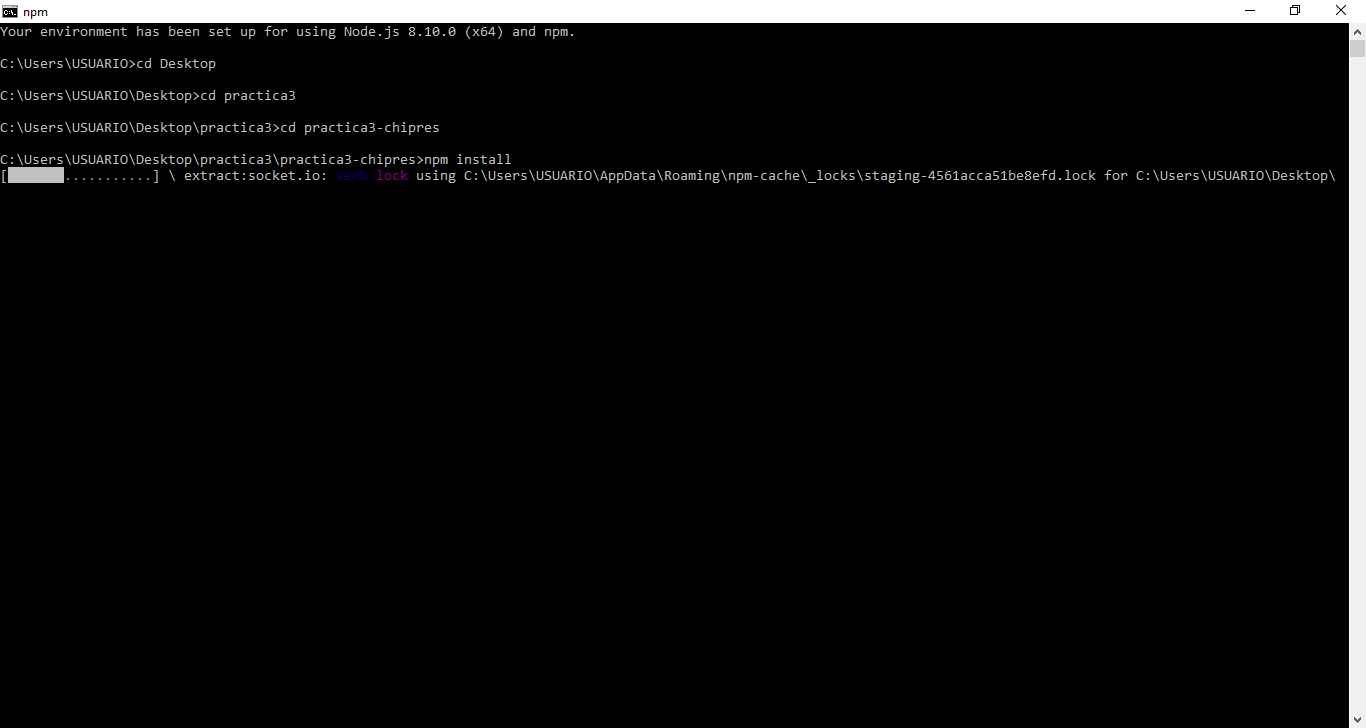 npm
Your environment has been set up for using Node.js 8.10.0 (x64) and npm.
C:\Users\USUARIO>cd Desktop
C:\Users\USUARIO\Desktop>cd practica3
C:\Users\USUARIO\Desktop\practica3>cd practica3-chipres
C:\Users\USUARIO\Desktop\practica3\practica3-chipres>npm install
[       ...........] \ extract:socket.io: verb lock using C:\Users\USUARIO\AppData\Roaming\npm-cache\_locks\staging-4561acca51be8efd.lock for C:\Users\USUARIO\Desktop\